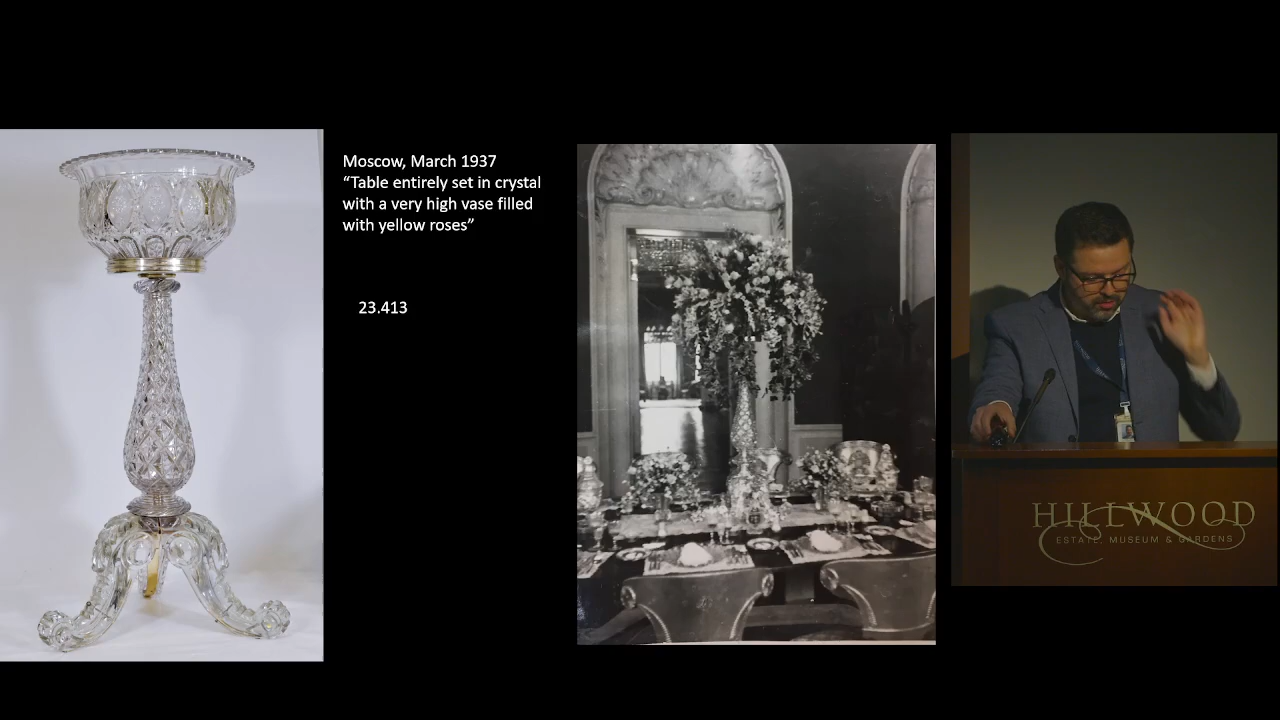 Moscow, March 1937
“Table entirely set in crystal
with a very high vase filled
with yellow roses”
23.413
HILLWOOD
ESTATE, MUSEUM & GARDENS